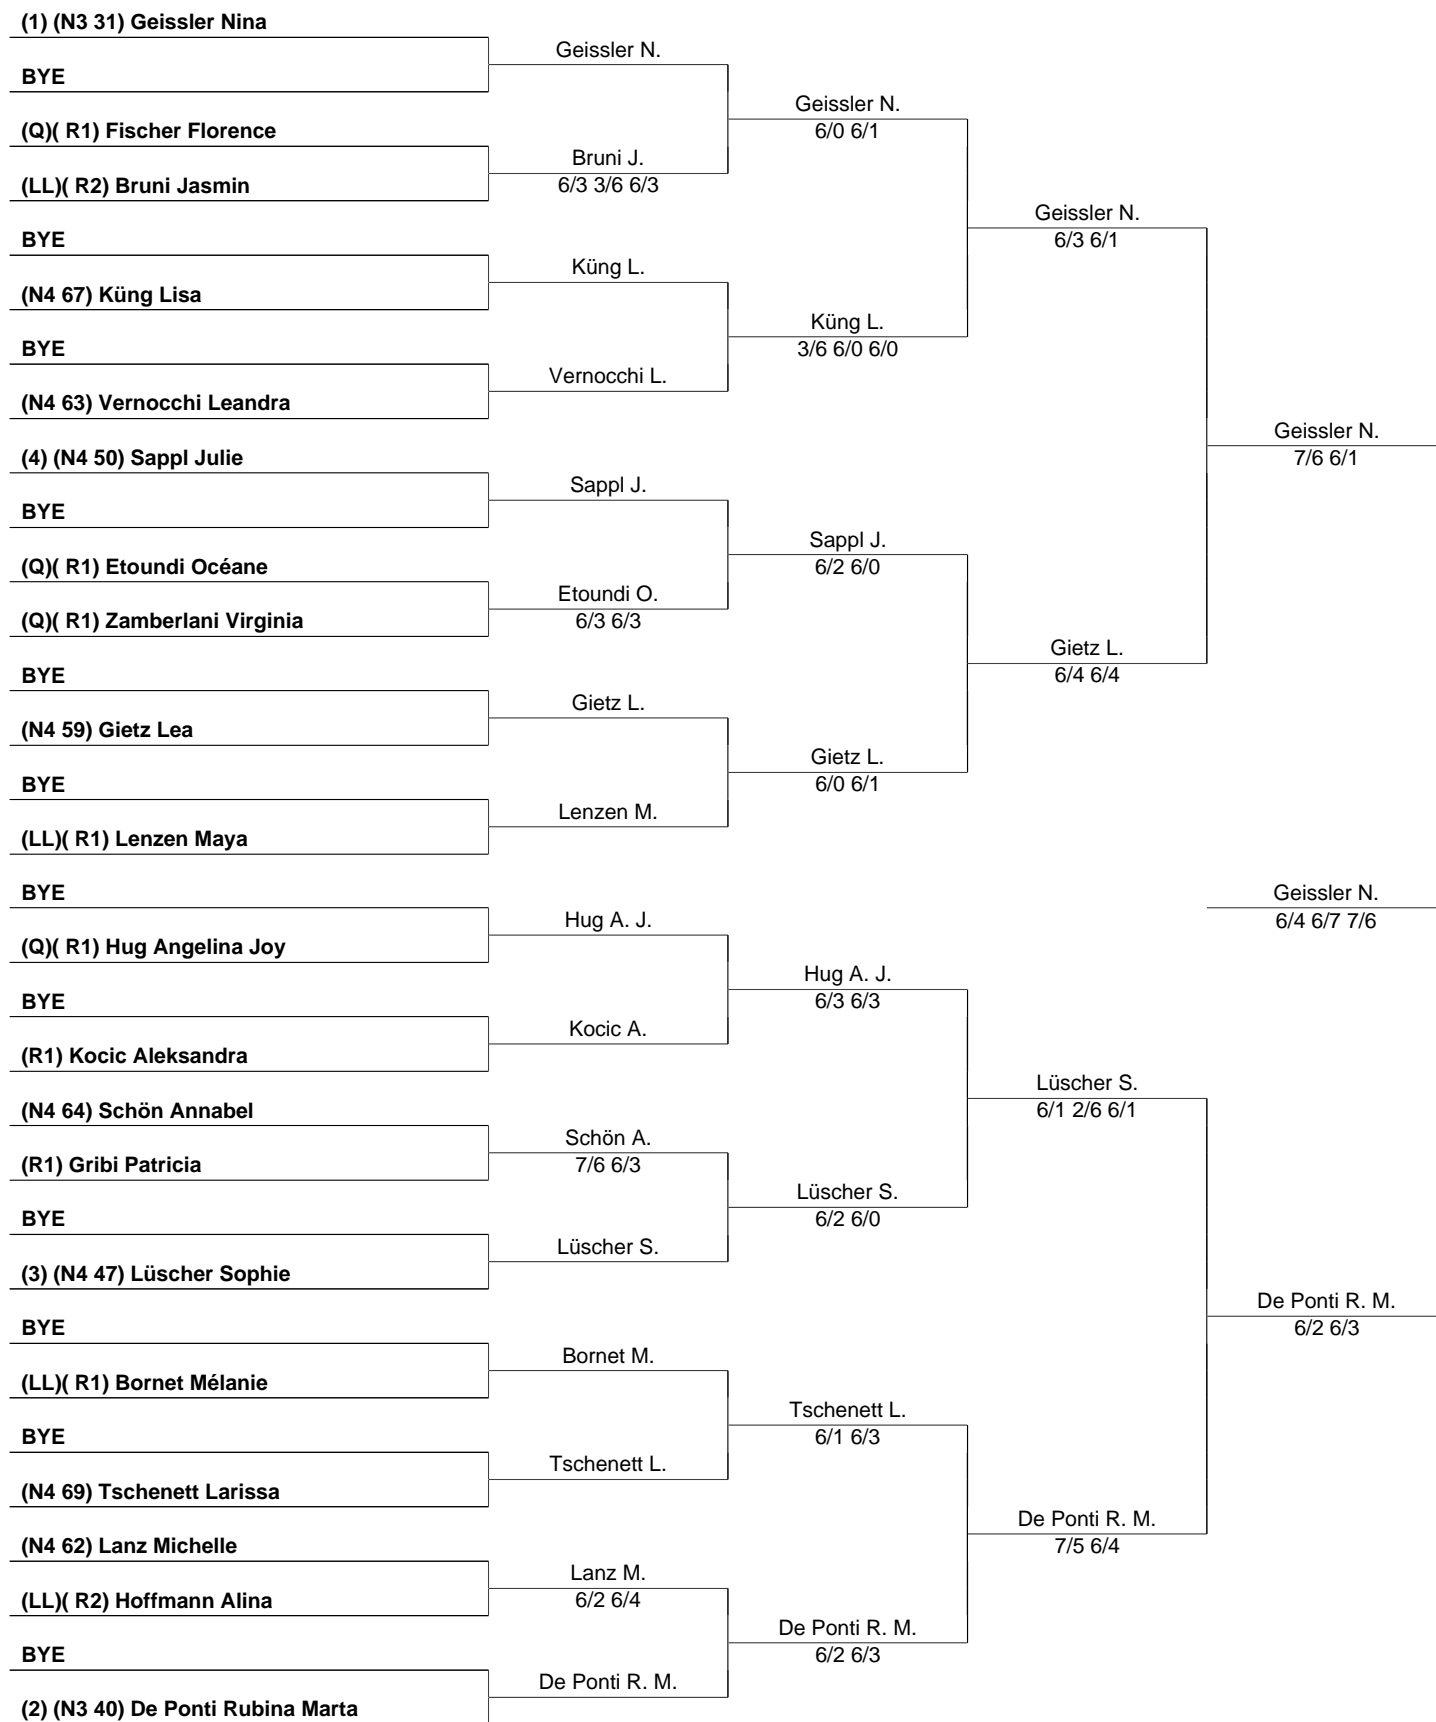 (1) (N3 31) Geissler Nina
Geissler N.
BYE
Geissler N.
6/0 6/1
(Q)( R1) Fischer Florence
Bruni J.
6/3 3/6 6/3
(LL)( R2) Bruni Jasmin
Geissler N.
6/3 6/1
BYE
Küng L.
(N4 67) Küng Lisa
Küng L.
3/6 6/0 6/0
BYE
Vernocchi L.
(N4 63) Vernocchi Leandra
Geissler N.
7/6 6/1
(4) (N4 50) Sappl Julie
Sappl J.
BYE
Sappl J.
6/2 6/0
(Q)( R1) Etoundi Océane
Etoundi O.
6/3 6/3
(Q)( R1) Zamberlani Virginia
Gietz L.
6/4 6/4
BYE
Gietz L.
(N4 59) Gietz Lea
Gietz L.
6/0 6/1
BYE
Lenzen M.
(LL)( R1) Lenzen Maya
BYE
Geissler N.
6/4 6/7 7/6
Hug A. J.
(Q)( R1) Hug Angelina Joy
Hug A. J.
6/3 6/3
BYE
Kocic A.
(R1) Kocic Aleksandra
Lüscher S.
6/1 2/6 6/1
(N4 64) Schön Annabel
Schön A.
7/6 6/3
(R1) Gribi Patricia
Lüscher S.
6/2 6/0
BYE
Lüscher S.
(3) (N4 47) Lüscher Sophie
De Ponti R. M.
6/2 6/3
BYE
Bornet M.
(LL)( R1) Bornet Mélanie
Tschenett L.
6/1 6/3
BYE
Tschenett L.
(N4 69) Tschenett Larissa
De Ponti R. M.
7/5 6/4
(N4 62) Lanz Michelle
Lanz M.
6/2 6/4
(LL)( R2) Hoffmann Alina
De Ponti R. M.
6/2 6/3
BYE
De Ponti R. M.
(2) (N3 40) De Ponti Rubina Marta